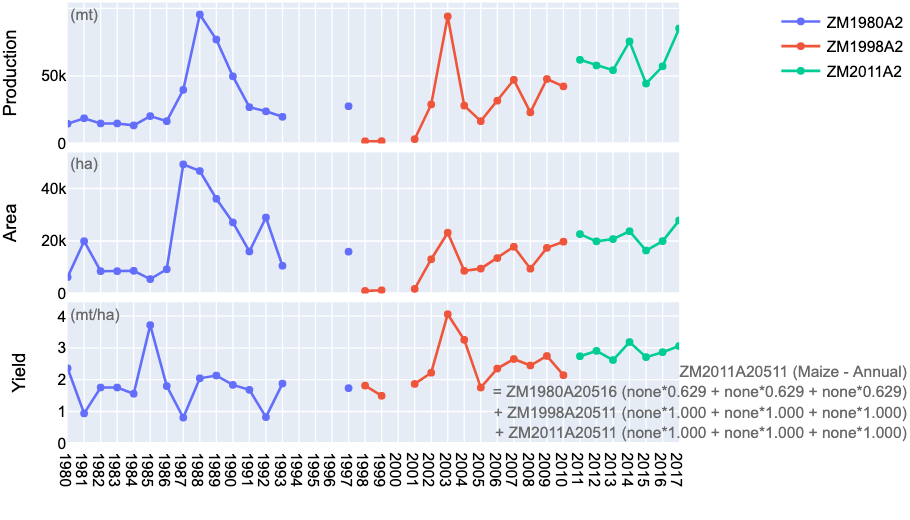 (mt)
Production
50k
0
ZM1980A2
ZM1998A2
ZM2011A2
(ha)
Area
40k
20k
0
(mt/ha)
Yield
4
3
2
1
0
ZM2011A20511 (Maize - Annual)
= ZM1980A20516 (none*0.629 + none*0.629 + none*0.629)
+ ZM1998A20511 (none*1.000 + none*1.000 + none*1.000)
+ ZM2011A20511 (none*1.000 + none*1.000 + none*1.000)
1980 1981 1982 1983 1984 1985 1986 1987 1988 1989 1990 1991 1992 1993 1994 1995 1996 1997 1998 1999 2000 2001 2002 2003 2004 2005 2006 2007 2008 2009 2010 2011 2012 2013 2014 2015 2016 2017